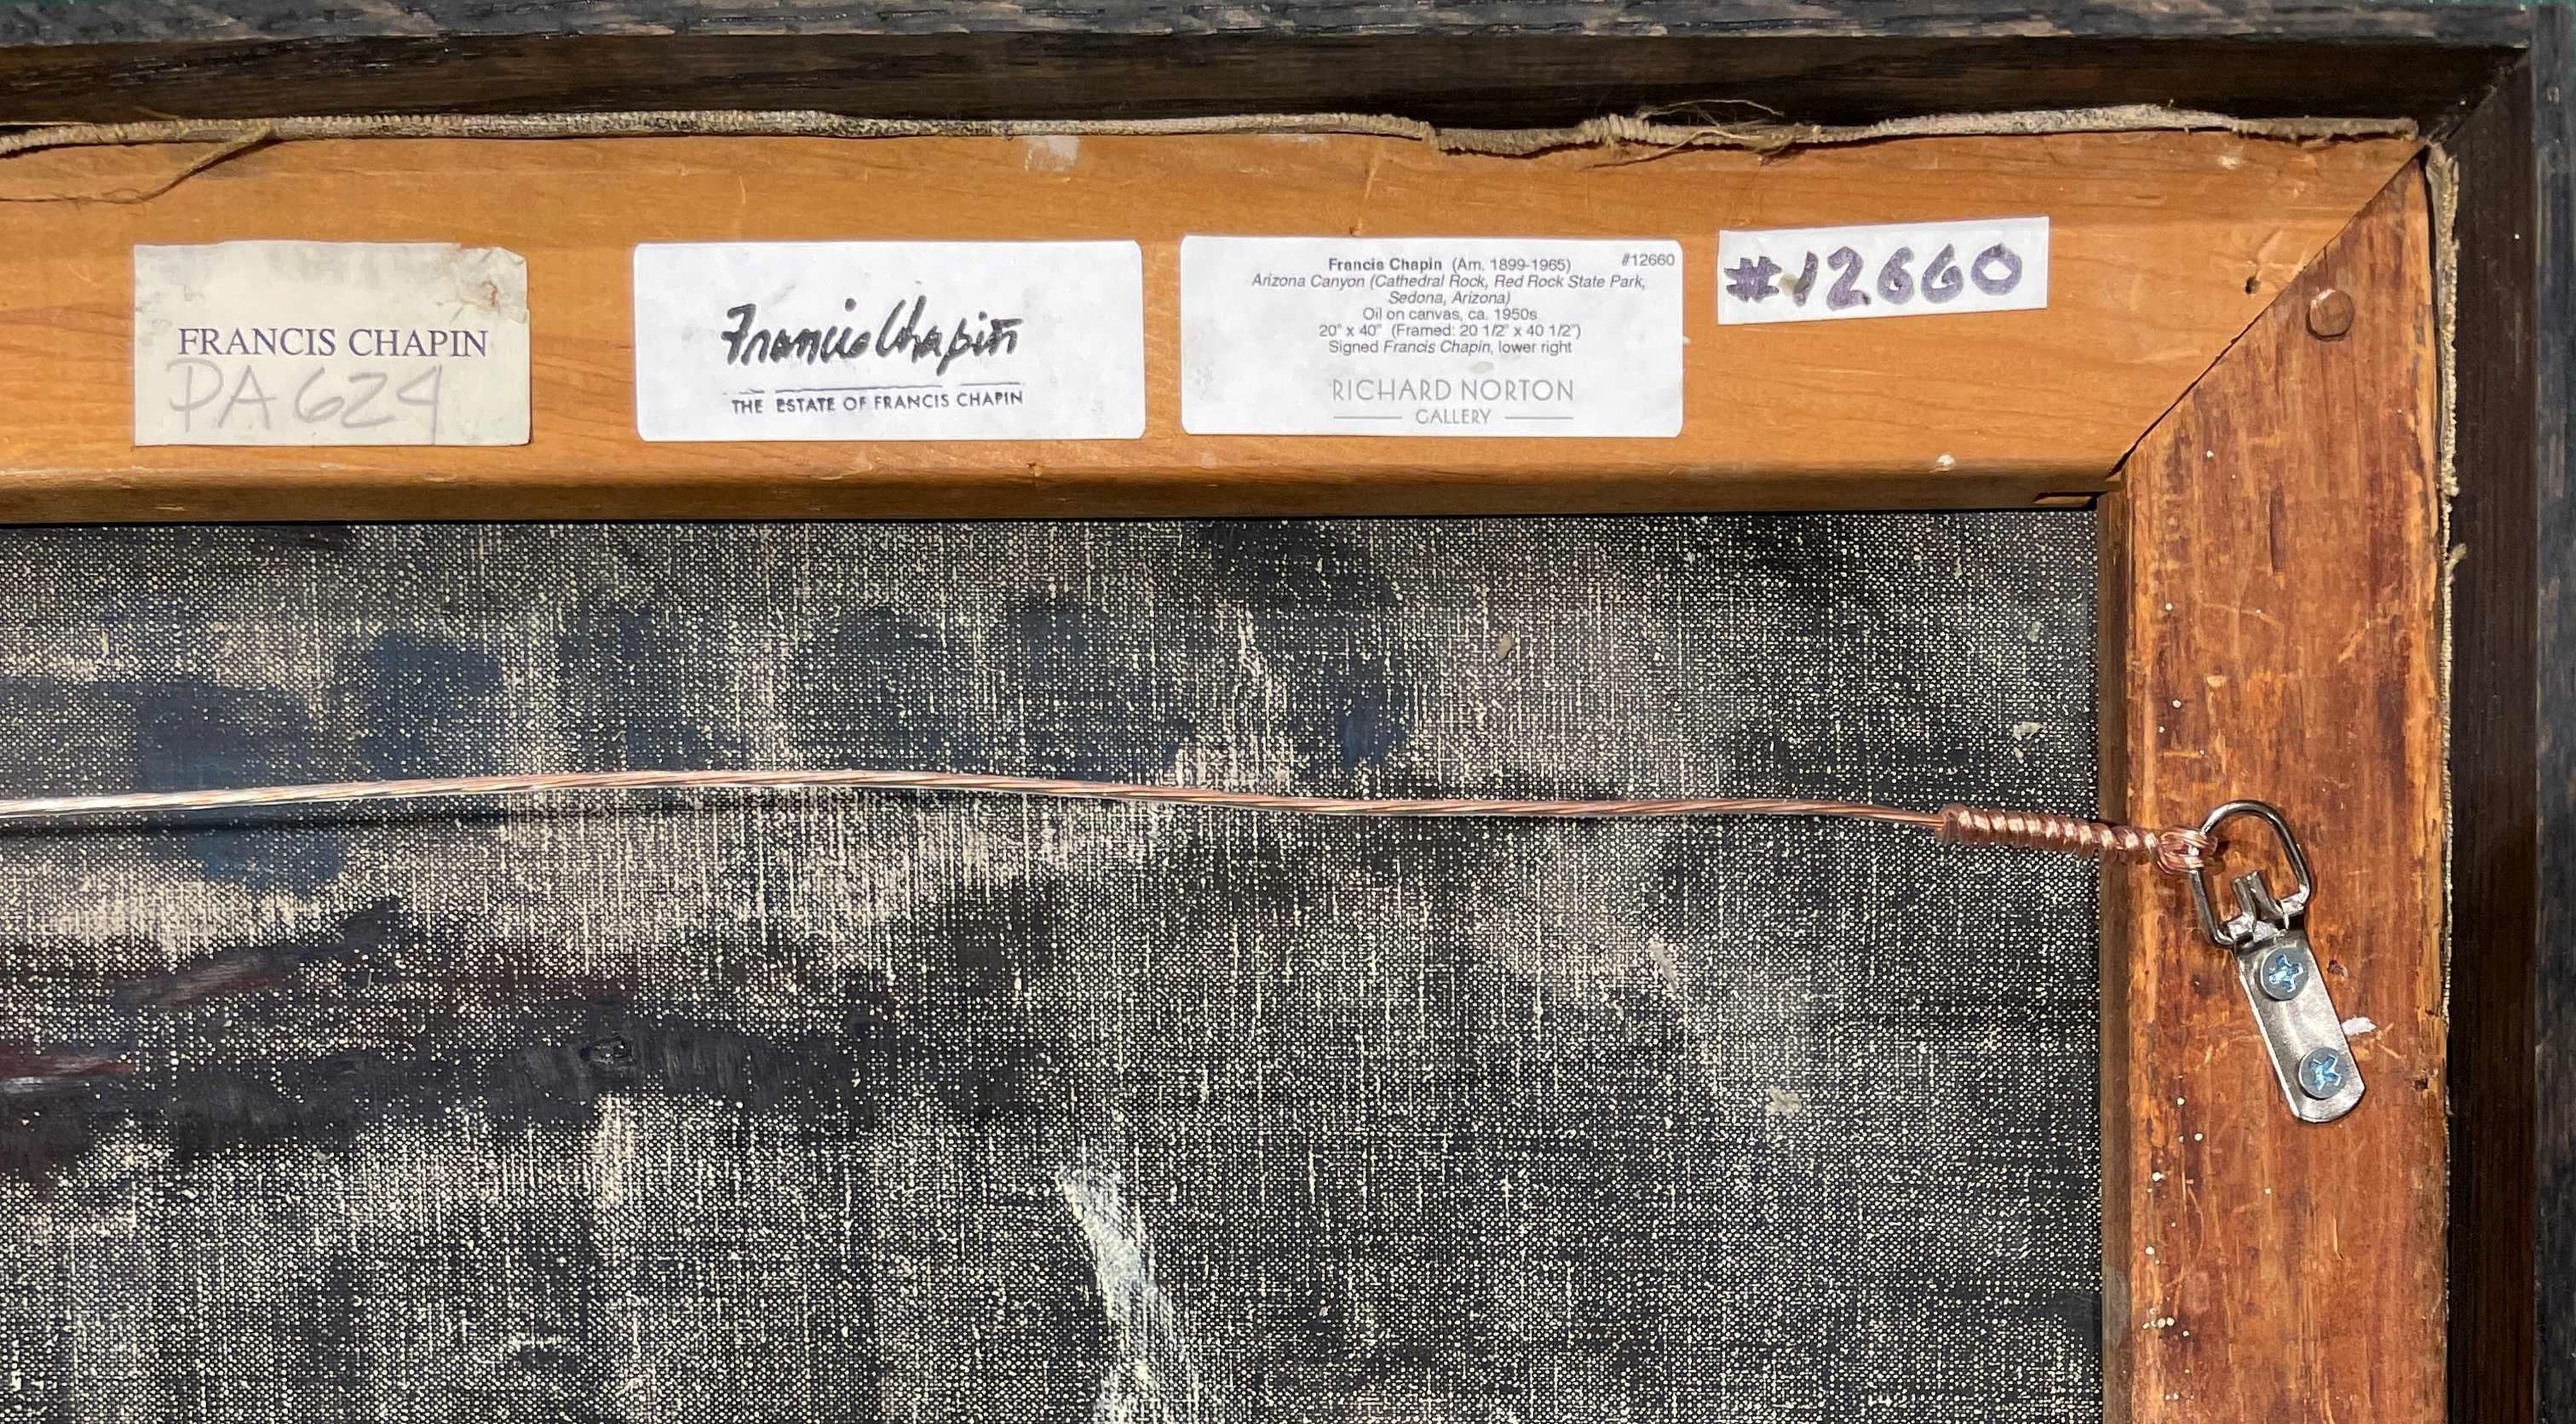 FRANCIS CHAPIN
PA624
Francis Chapin
THE ESTATE OF FRANCIS CHAPIN
Francis Chapin (Am. 1899-1965) #12660
Arizona Canyon (Cathedral Rock, Red Rock State Park,
Sedona, Arizona)
Oil on canvas, ca. 1950s
20" x 40" (Framed: 20 1/2" x 40 1/2")
Signed Francis Chapin, lower right
RICHARD NORTON
GALLERY
#12660